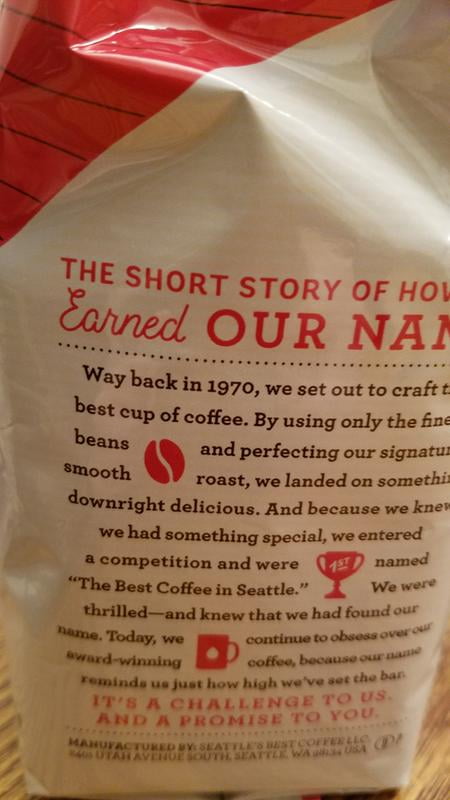 THE SHORT STORY OF HOW
Earned OUR NAM
Way back in 1970, we set out to craft t
best cup of coffee. By using only the fine
beans and perfecting our signatur
smooth roast, we landed on somethin
downright delicious. And because we knew
we had something special, we entered
a competition and were 1ST named
"The Best Coffee in Seattle." We were
thrilled—and knew that we had found our
name. Today, we continue to obsess over our
award-winning coffee, because our name
reminds us just how high we've set the bar.
IT'S A CHALLENGE TO US.
AND A PROMISE TO YOU.
MANUFACTURED BY: SEATTLE'S BEST COFFEE LLC.
2401 UTAH AVENUE SOUTH, SEATTLE, WA 98134 USA